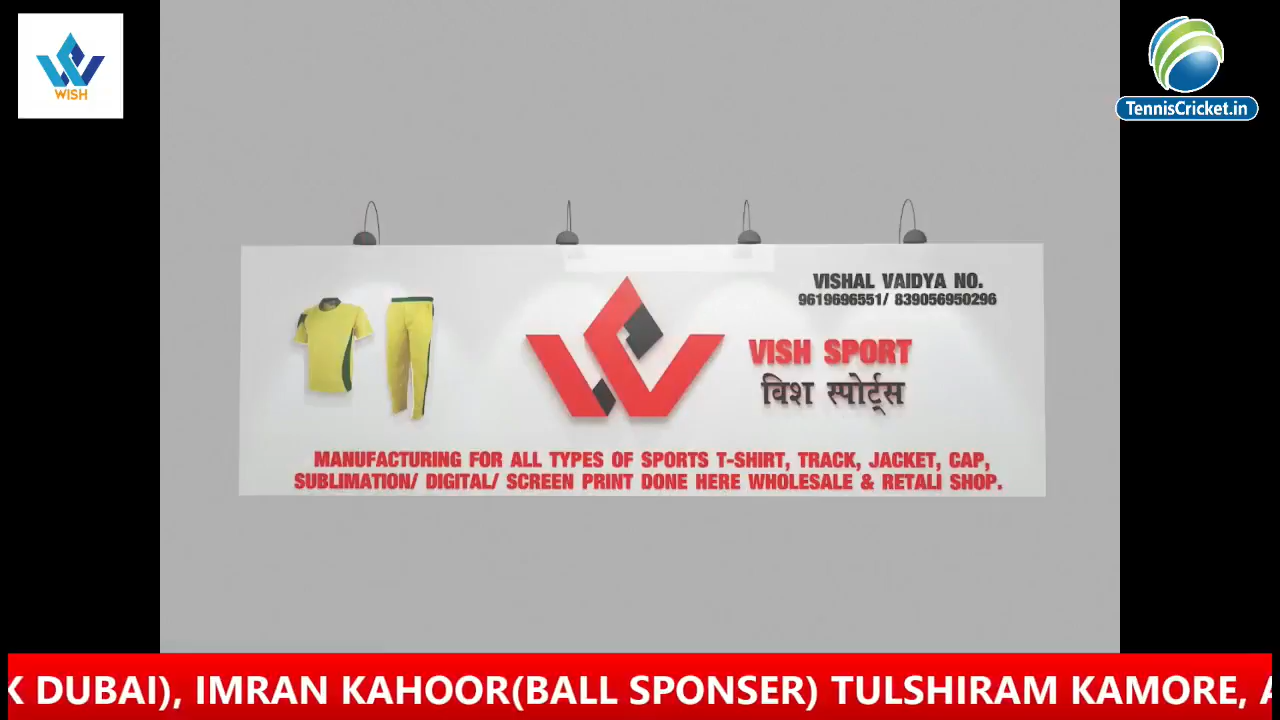 WISH
TennisCricket.in
VISHAL VAIDYA NO.
9619696551/ 839056950296
VISH SPORT
विश स्पोर्ट्स
MANUFACTURING FOR ALL TYPES OF SPORTS T-SHIRT, TRACK, JACKET, CAP,
SUBLIMATION/ DIGITAL/ SCREEN PRINT DONE HERE WHOLESALE & RETALI SHOP.
K DUBAI), IMRAN KAHOOR(BALL SPONSER) TULSHIRAM KAMORE, A